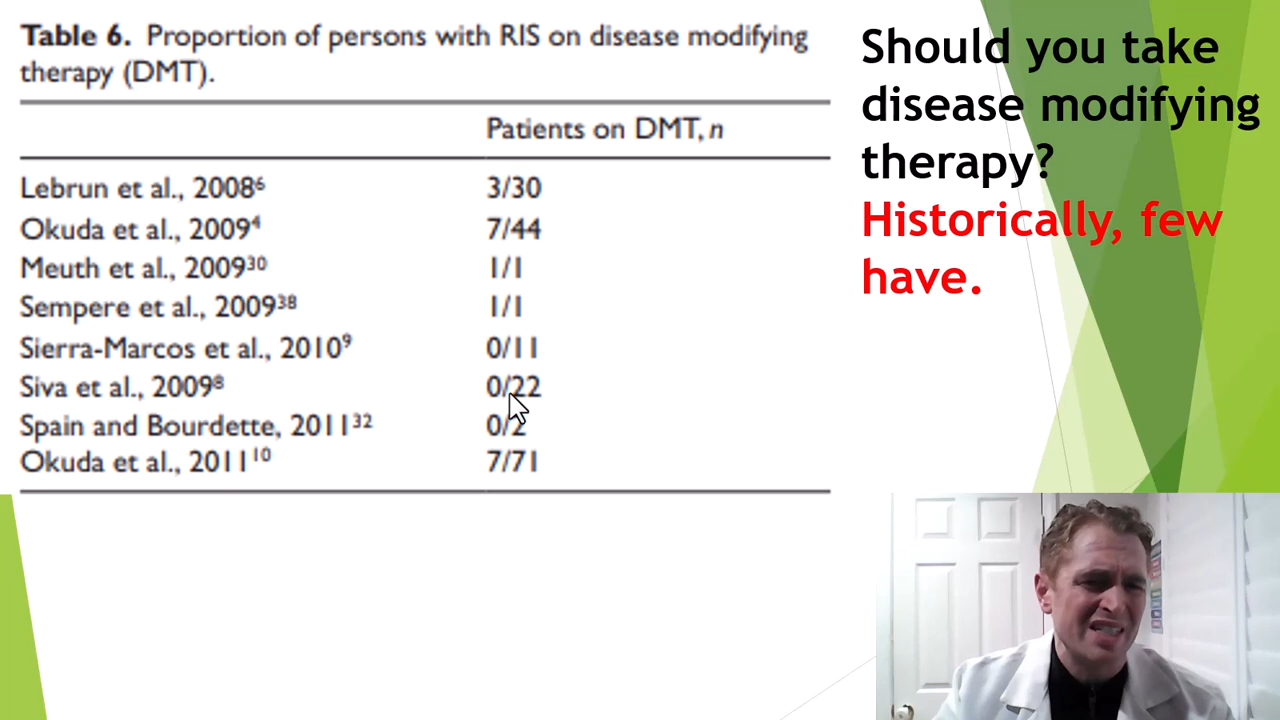 Table 6. Proportion of persons with RIS on disease modifying
therapy (DMT).
Patients on DMT, n
Lebrun et al., 2008⁶ 3/30
Okuda et al., 2009⁴ 7/44
Meuth et al., 2009³⁰ 1/1
Sempere et al., 2009³⁸ 1/1
Sierra-Marcos et al., 2010⁹ 0/11
Siva et al., 2009⁸ 0/22
Spain and Bourdette, 2011³² 0/2
Okuda et al., 2011¹⁰ 7/71
Should you take
disease modifying
therapy?
Historically, few
have.